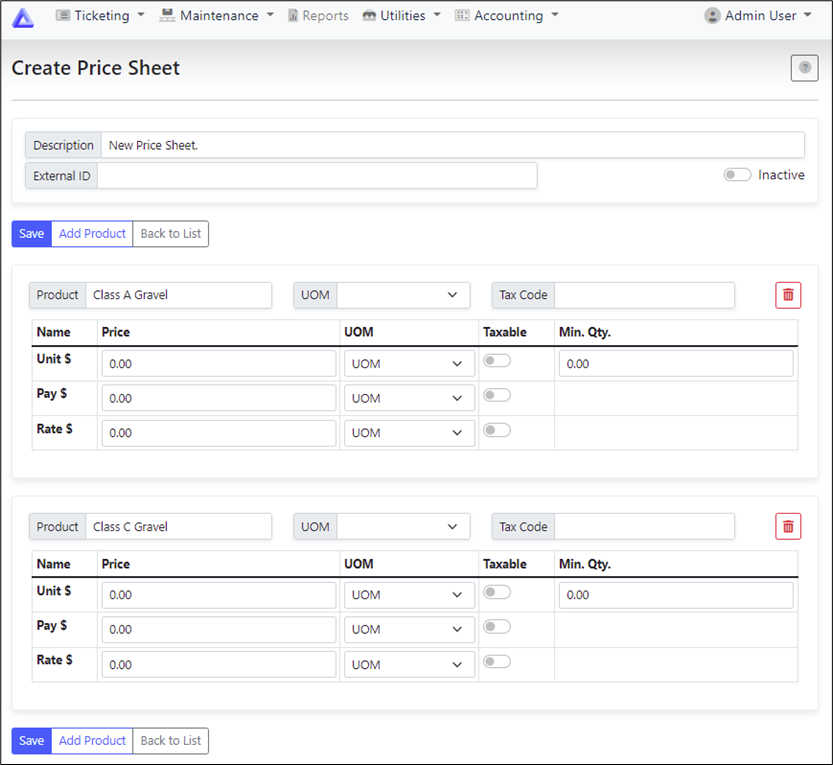 Ticketing Maintenance Reports Utilities Accounting Admin User
Create Price Sheet ?
Description New Price Sheet.
External ID Inactive
Save Add Product Back to List
Product Class A Gravel UOM Tax Code
Name Price UOM Taxable Min. Qty.
Unit $ 0.00 UOM 0.00
Pay $ 0.00 UOM
Rate $ 0.00 UOM
Product Class C Gravel UOM Tax Code
Name Price UOM Taxable Min. Qty.
Unit $ 0.00 UOM 0.00
Pay $ 0.00 UOM
Rate $ 0.00 UOM
Save Add Product Back to List